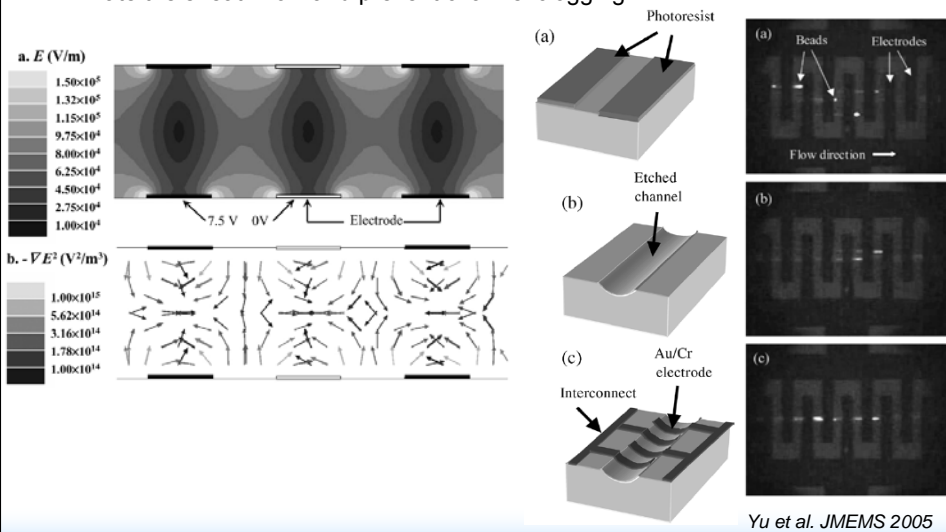 a. E (V/m)
1.50×10⁵
1.32×10⁵
1.15×10⁵
9.75×10⁴
8.00×10⁴
6.25×10⁴
4.50×10⁴
2.75×10⁴
1.00×10⁴
7.5 V 0V Electrode
b. -∇E² (V²/m³)
1.00×10¹⁵
5.62×10¹⁴
3.16×10¹⁴
1.78×10¹⁴
1.00×10¹⁴
(a)
Photoresist
(b)
Etched
channel
(c)
Au/Cr
electrode
Interconnect
(a)
Beads Electrodes
Flow direction
(b)
(c)
Yu et al. JMEMS 2005